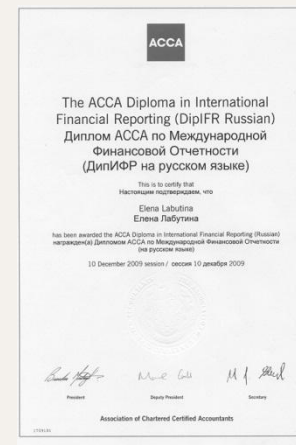 ACCA
The ACCA Diploma in International
Financial Reporting (DipIFR Russian)
Диплом ACCA по Международной
Финансовой Отчетности
(ДипИФР на русском языке)
This is to certify that
Настоящим подтверждаем, что
Elena Labutina
Елена Лабутина
has been awarded the ACCA Diploma in International Financial Reporting (Russian)
награжден(а) Дипломом ACCA по Международной Финансовой Отчетности
(на русском языке)
10 December 2009 session / сессия 10 декабря 2009
President
Deputy President
Secretary
Association of Chartered Certified Accountants